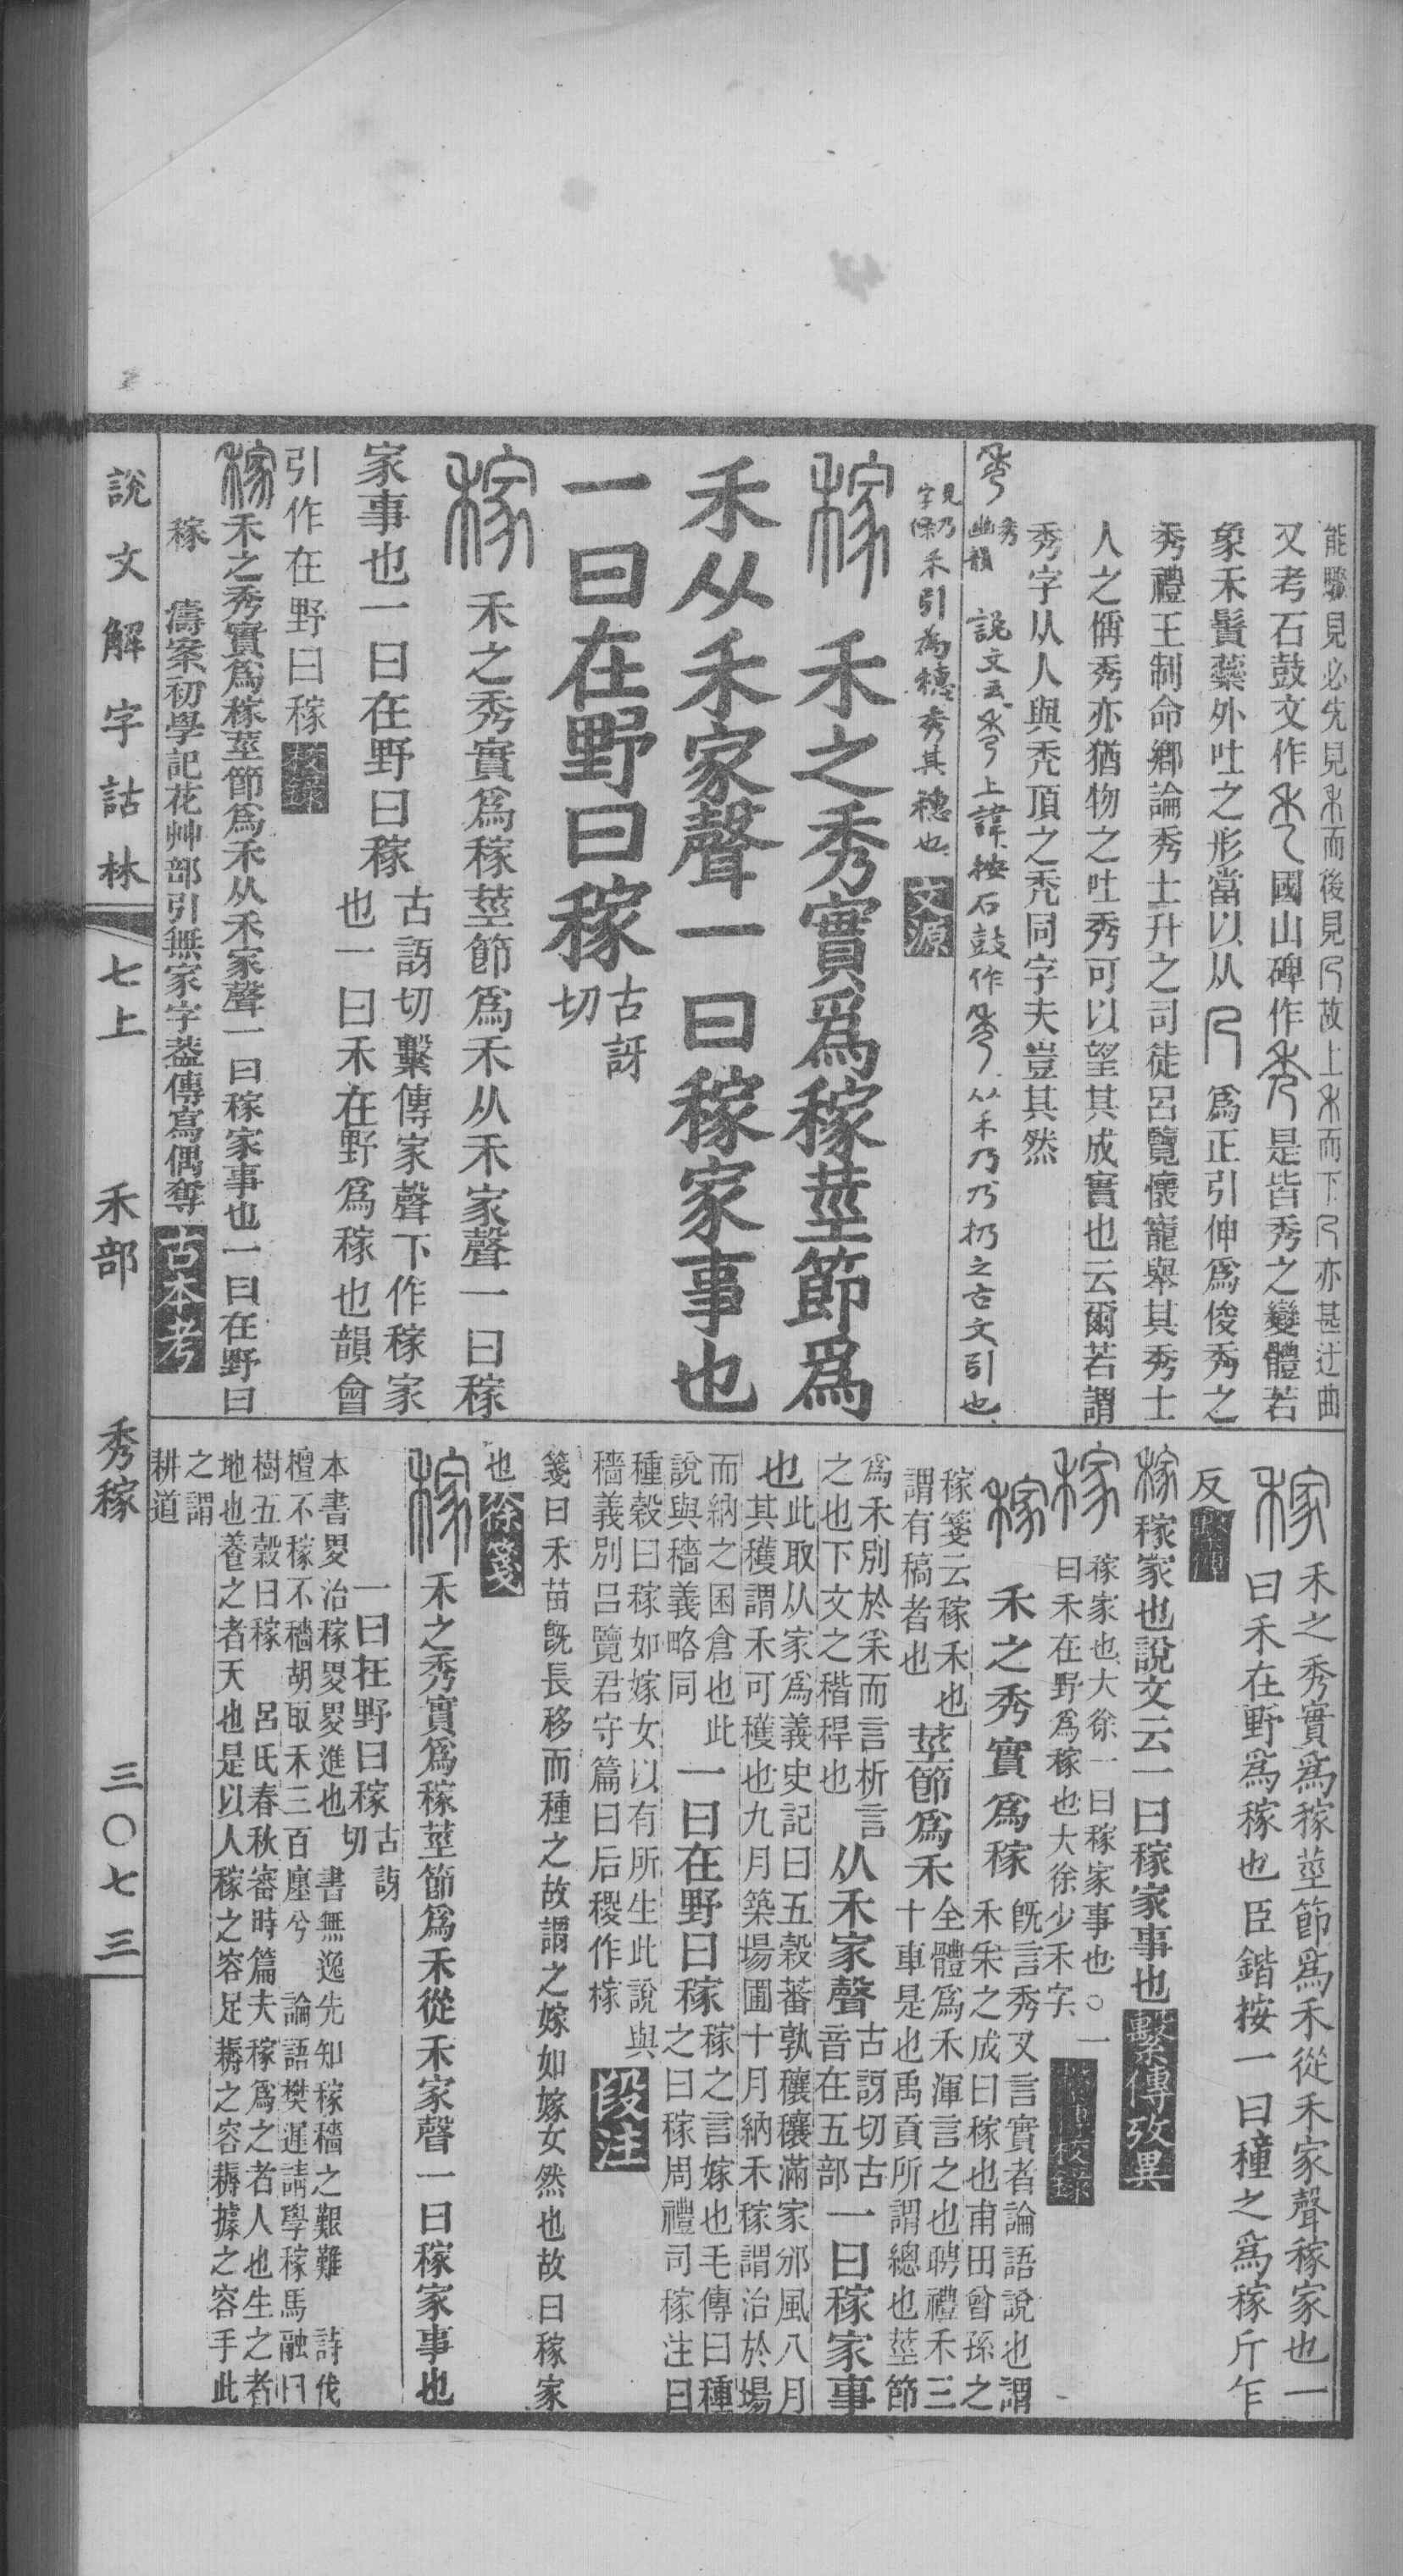 能驟見必先見禾而後見故上禾而下亦甚迂曲
又考石鼓文作國山碑作是皆秀之變體若
象禾鬚蘂外吐之形當以从爲正引伸爲俊秀之
秀禮王制命鄉論秀士升之司徒呂覽懷寵舉其秀士
人之偁秀亦猶物之吐秀可以望其成實也云爾若謂
秀字从人與禿頂之禿同字夫豈其然
秀 秀幽韻 說文云秀上諱按石鼓作秀从禾乃乃扔之古文引也
見乃字條禾引爲穗秀其穗也 文源
稼 禾之秀實爲稼莖節爲
禾从禾家聲一曰稼家事也
一曰在野曰稼 古訝切
稼 禾之秀實爲稼莖節爲禾从禾家聲一曰稼
家事也一曰在野曰稼 古訝切繫傳家聲下作稼家
也一曰禾在野爲稼也韻會
引作在野曰稼 校錄
稼 禾之秀實爲稼莖節爲禾从禾家聲一曰稼家事也一曰在野曰
稼 濤案初學記花艸部引無家字葢傳寫偶奪 古本考
稼 禾之秀實爲稼莖節爲禾從禾家聲稼家也一
曰禾在野爲稼也臣鍇按一曰種之爲稼斤乍
反 繫傳
稼 稼家也說文云一曰稼家事也 繫傳攷異
稼 稼家也大徐一曰稼家事也○一
曰禾在野爲稼也大徐少禾字 繫傳校錄
稼 禾之秀實爲稼 旣言秀又言實者論語說也謂
禾采之成曰稼也甫田曾孫之
稼箋云稼禾也
謂有稿者也 莖節爲禾 全體爲禾渾言之也聘禮禾三
十車是也禹貢所謂總也莖節
爲禾別於采而言析言
之也下文之稭稈也 从禾家聲 古訝切古
音在五部 一曰稼家事
也 此取从家爲義史記曰五穀蕃孰穰穰滿家邠風八月
其穫謂禾可穫也九月築場圃十月納禾稼謂治於場
而納之囷倉也此
說與穡義略同 一曰在野曰稼 稼之言嫁也毛傳曰種
之曰稼周禮司稼注曰
種穀曰稼如嫁女以有所生此說與
穡義別呂覽君守篇曰后稷作稼 段注
箋曰禾苗旣長移而種之故謂之嫁如嫁女然也故曰稼家
也 徐箋
稼 禾之秀實爲稼莖節爲禾從禾家聲一曰稼家事也
一曰在野曰稼 古訝切
本書畟治稼畟畟進也 書無逸先知稼穡之艱難 詩伐
檀不稼不穡胡取禾三百廛兮 論語樊遲請學稼馬融曰
樹五穀曰稼 呂氏春秋審時篇夫稼爲之者人也生之者
地也養之者天也是以人稼之容足耨之容耨據之容手此
之謂
耕道
說文解字詁林 七上 禾部 秀稼 三〇七三